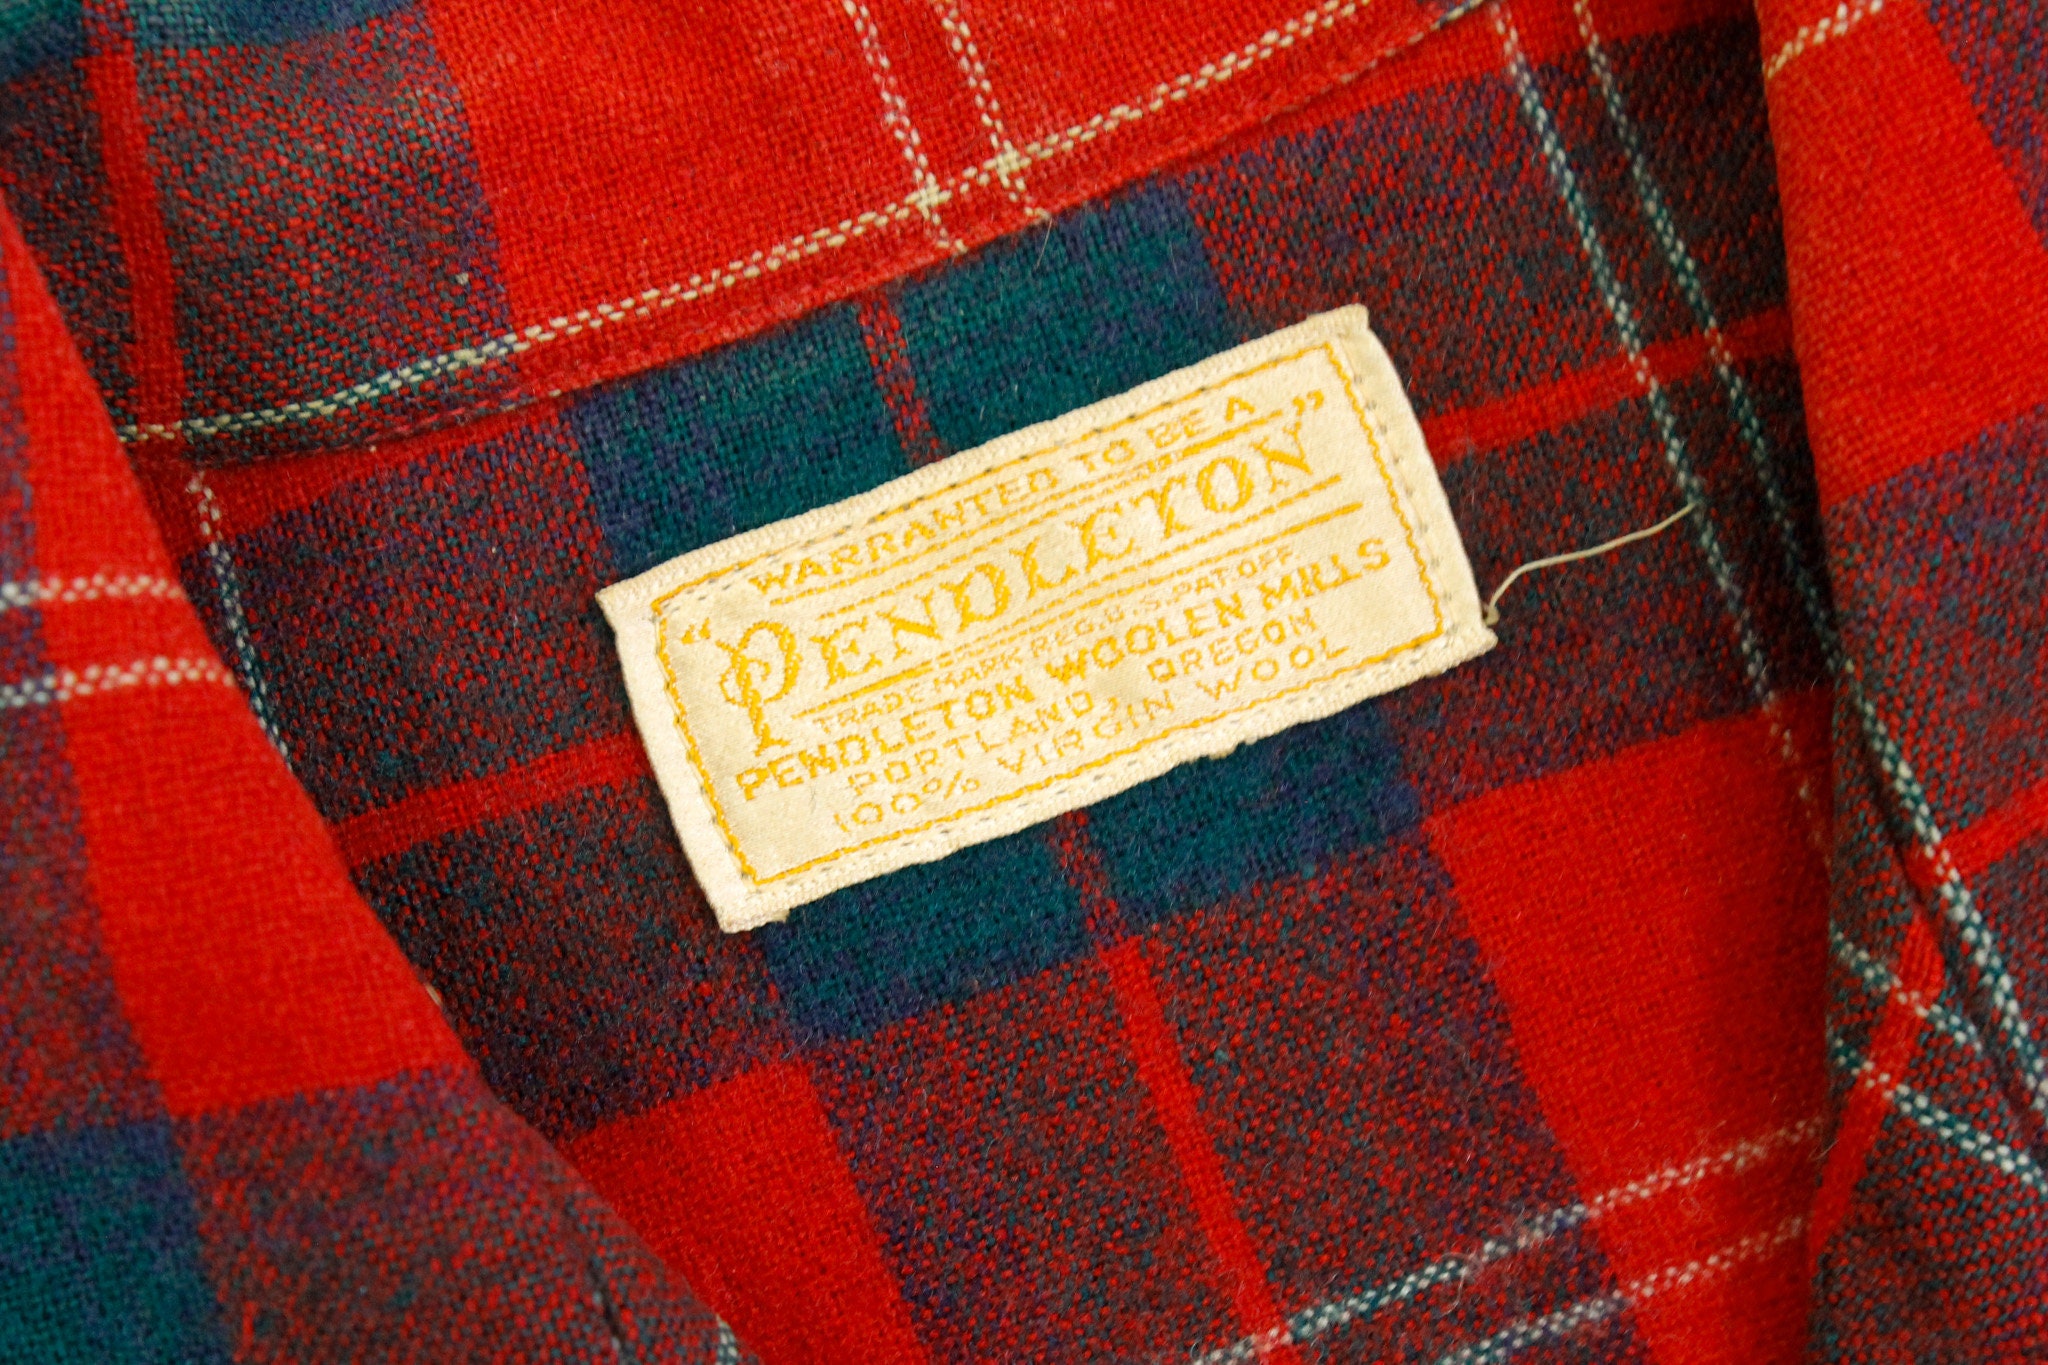 WARRANTED TO BE A
"PENDLETON"
TRADE MARK REG. U.S. PAT. OFF.
PENDLETON WOOLEN MILLS
PORTLAND, OREGON
100% VIRGIN WOOL